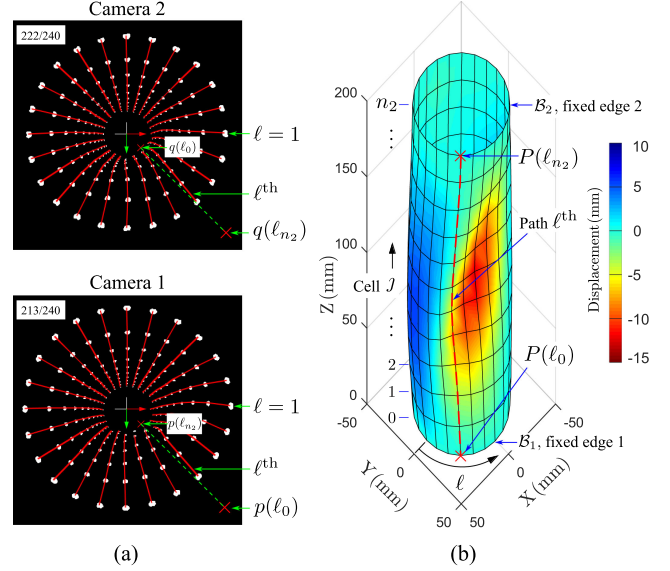 Camera 2
222/240
q(ℓ₀)
ℓ = 1
ℓᵗʰ
q(ℓₙ₂)
Camera 1
213/240
p(ℓₙ₂)
ℓ = 1
ℓᵗʰ
p(ℓ₀)
(a)
200
150
100
50
0
Z (mm)
n₂
⋮
Cell J
⋮
2
1
0
B₂, fixed edge 2
P(ℓₙ₂)
Path ℓᵗʰ
P(ℓ₀)
B₁, fixed edge 1
-50
0
50
Y (mm)
ℓ
50
0
-50
X (mm)
Displacement (mm)
10
5
0
-5
-10
-15
(b)